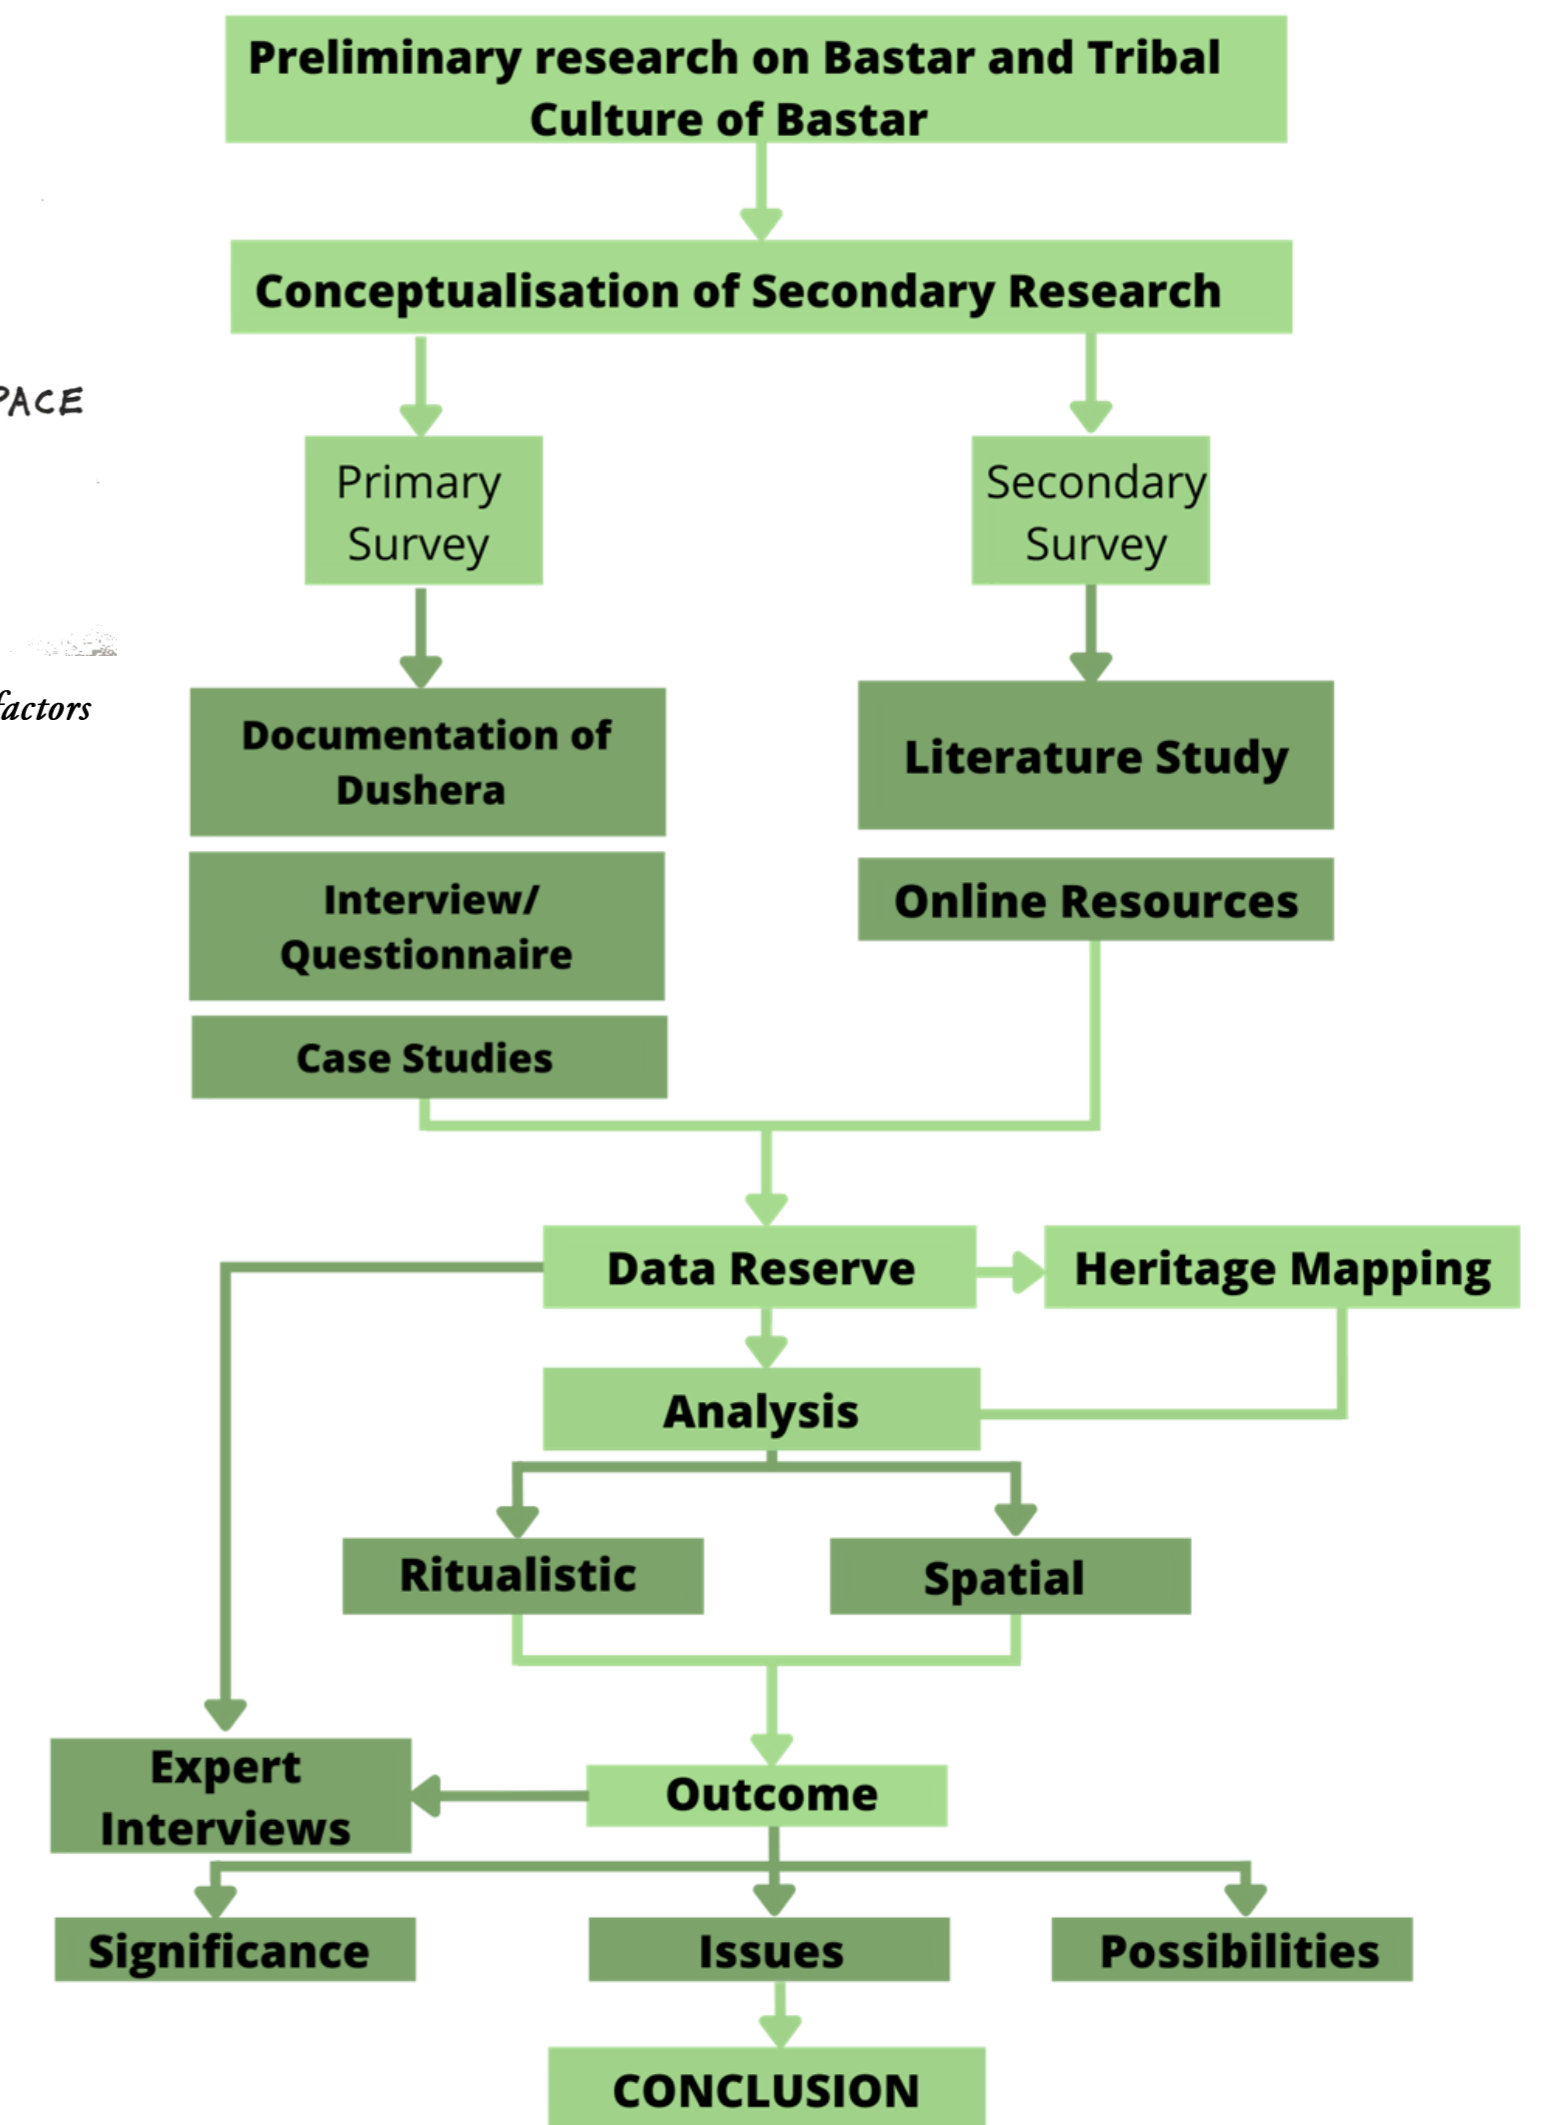 Preliminary research on Bastar and Tribal
Culture of Bastar
Conceptualisation of Secondary Research
PACE
Primary
Survey
Secondary
Survey
factors
Documentation of
Dushera
Literature Study
Interview/
Questionnaire
Online Resources
Case Studies
Data Reserve
Heritage Mapping
Analysis
Ritualistic
Spatial
Expert
Interviews
Outcome
Significance
Issues
Possibilities
CONCLUSION